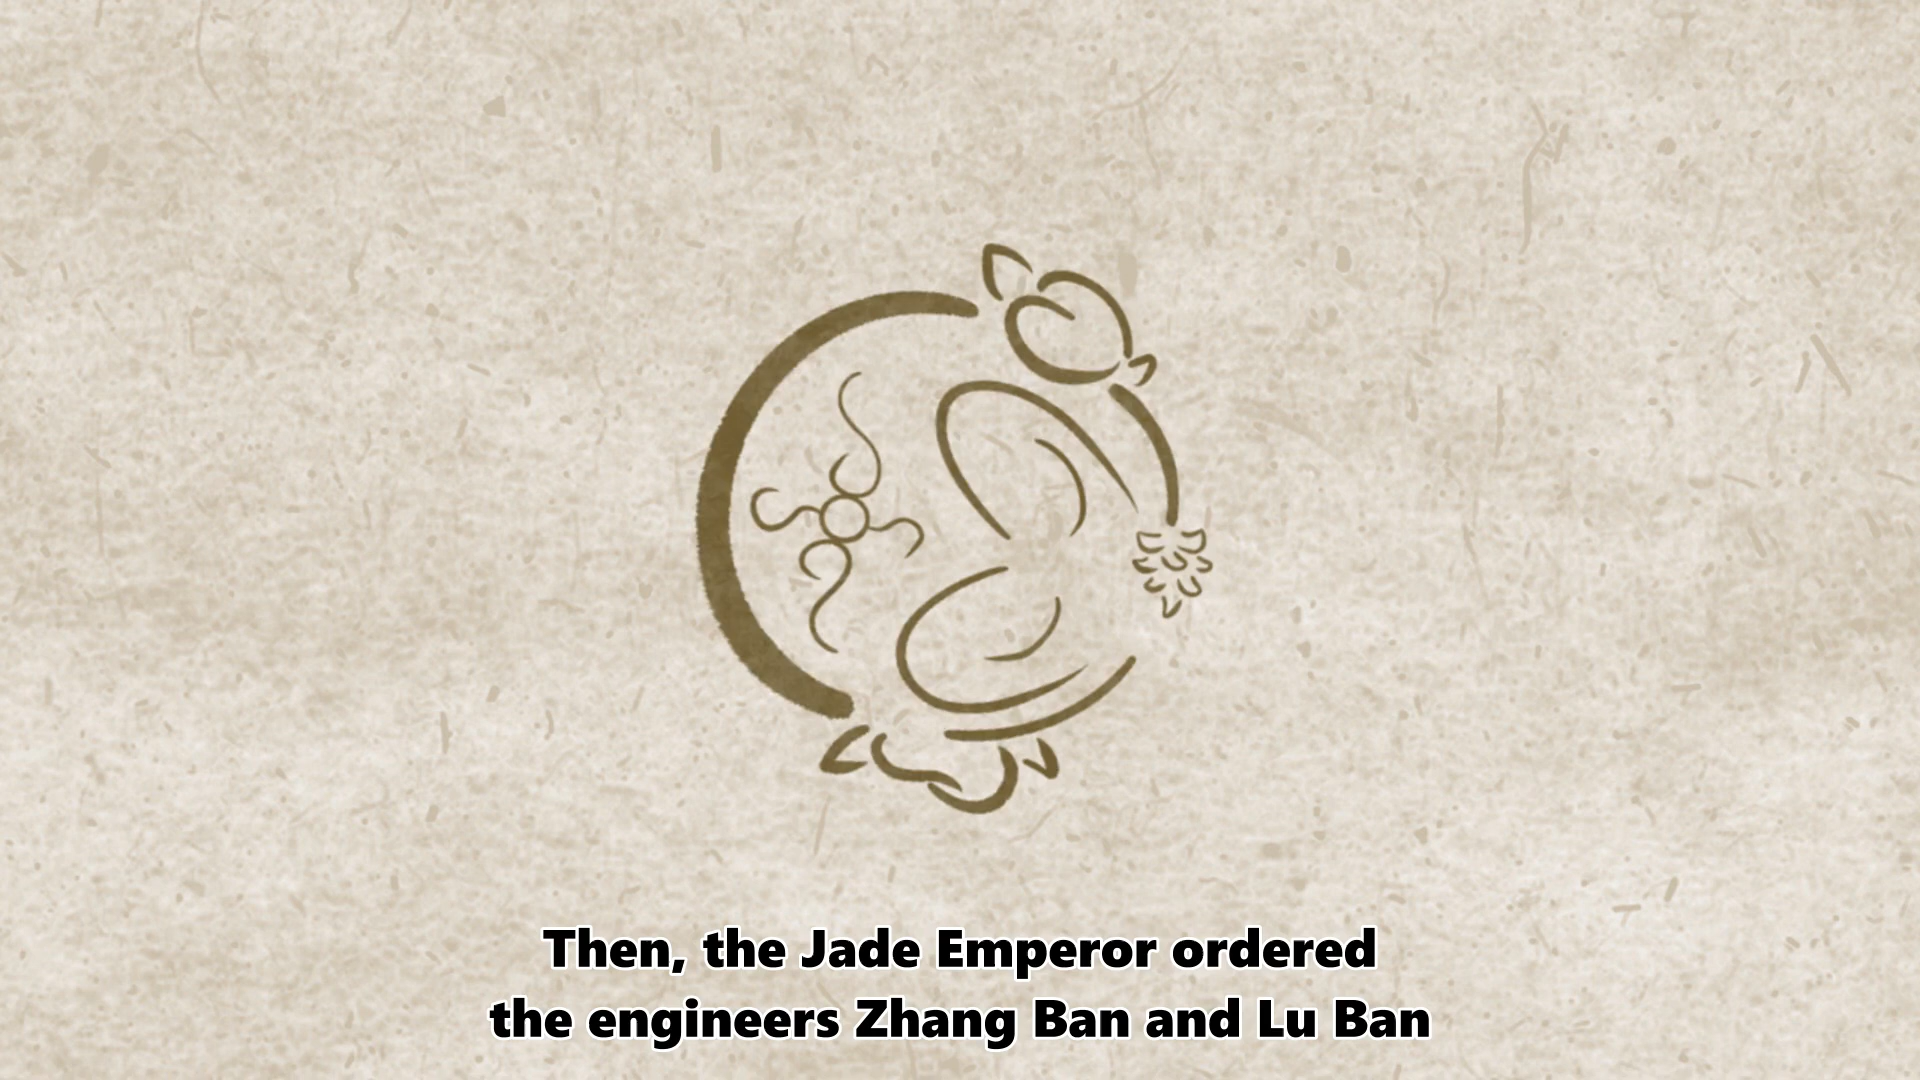 Then, the Jade Emperor ordered
the engineers Zhang Ban and Lu Ban